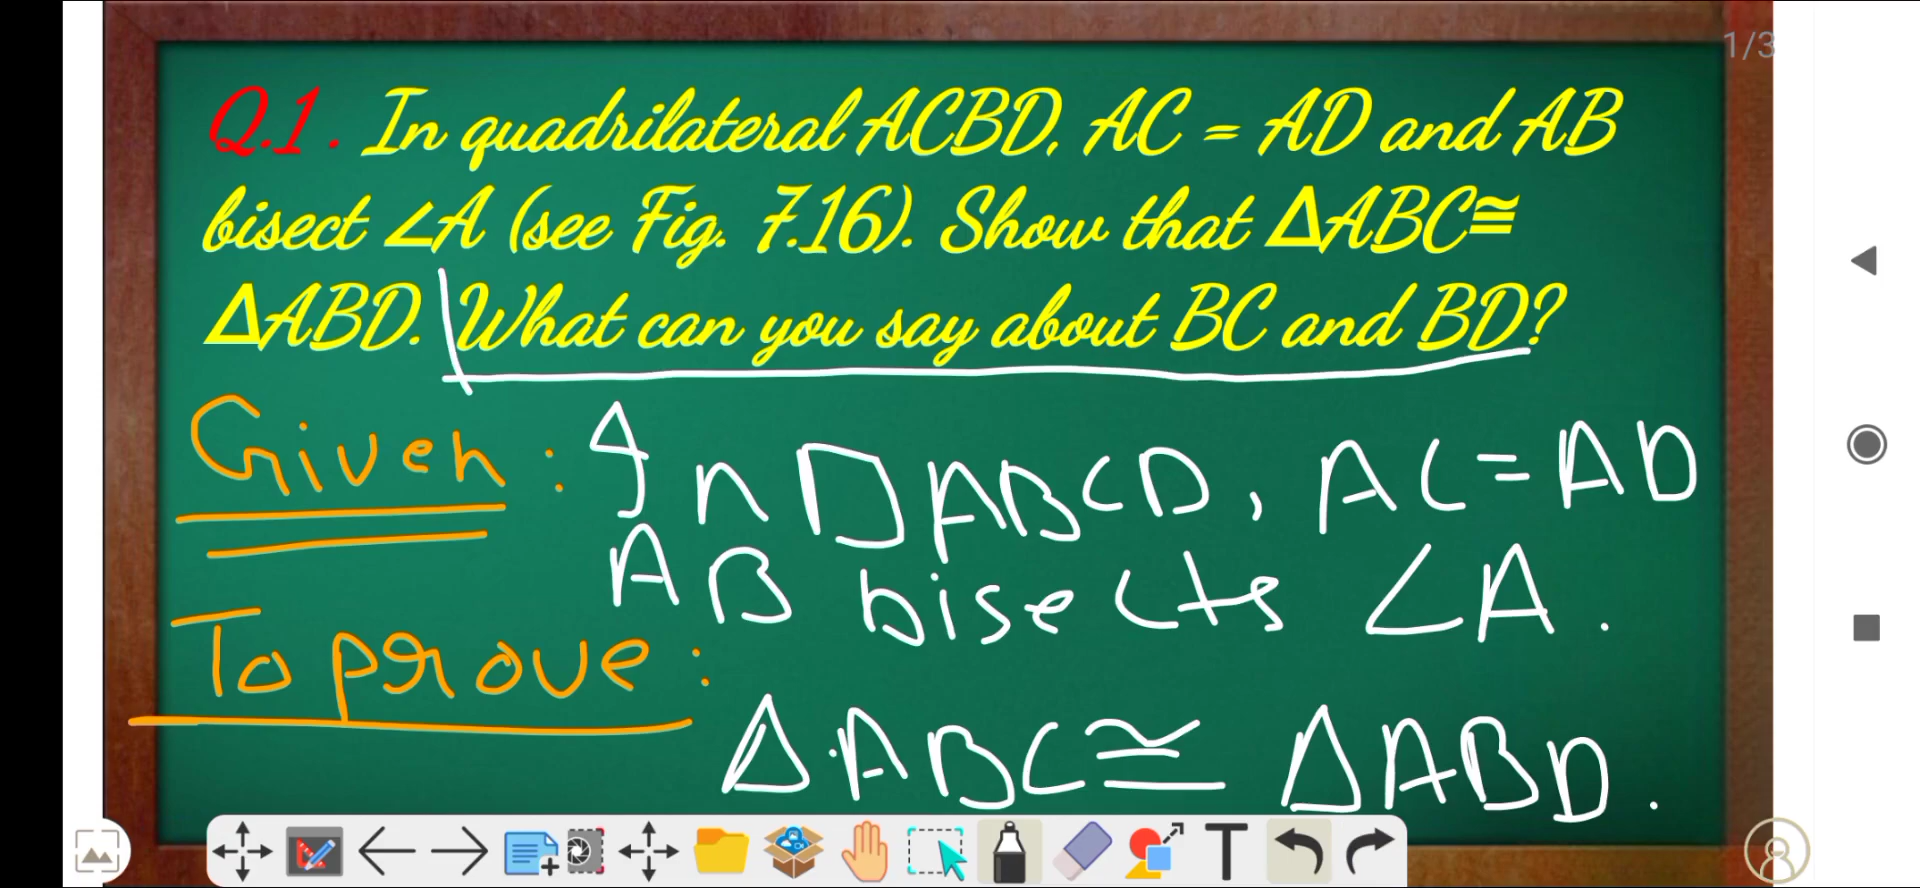 1/3
Q.1. In quadrilateral ACBD, AC = AD and AB
bisect ∠A (see Fig. 7.16). Show that ΔABC≅
ΔABD. What can you say about BC and BD?
Given: In □ABCD, AC=AD
AB bisects ∠A.
To prove:
ΔABC≅ΔABD.
T